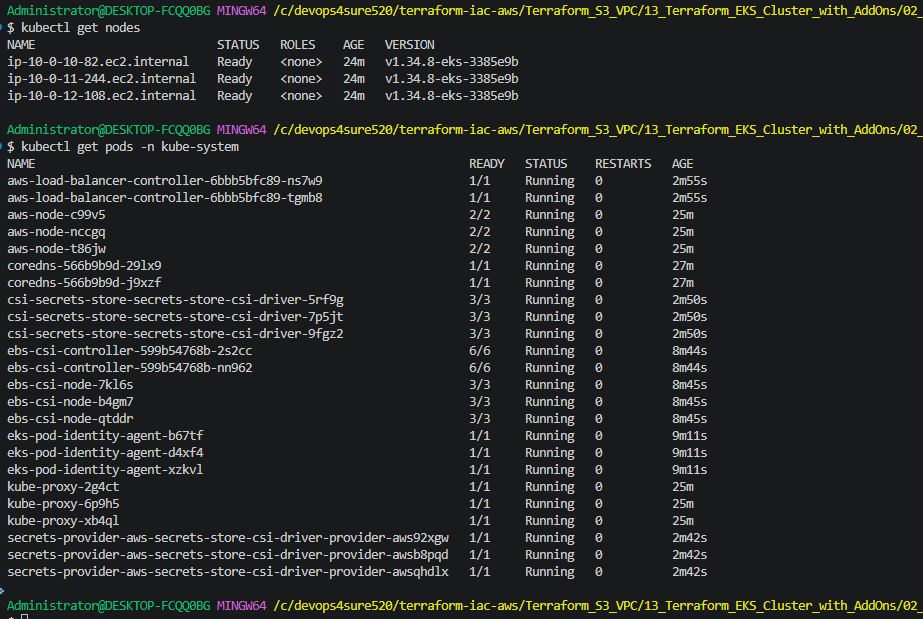 Administrator@DESKTOP-FCQQ0BG MINGW64 /c/devops4sure520/terraform-iac-aws/Terraform_S3_VPC/13_Terraform_EKS_Cluster_with_AddOns/02_
$ kubectl get nodes
NAME STATUS ROLES AGE VERSION
ip-10-0-10-82.ec2.internal Ready <none> 24m v1.34.8-eks-3385e9b
ip-10-0-11-244.ec2.internal Ready <none> 24m v1.34.8-eks-3385e9b
ip-10-0-12-108.ec2.internal Ready <none> 24m v1.34.8-eks-3385e9b
Administrator@DESKTOP-FCQQ0BG MINGW64 /c/devops4sure520/terraform-iac-aws/Terraform_S3_VPC/13_Terraform_EKS_Cluster_with_AddOns/02_
$ kubectl get pods -n kube-system
NAME READY STATUS RESTARTS AGE
aws-load-balancer-controller-6bbb5bfc89-ns7w9 1/1 Running 0 2m55s
aws-load-balancer-controller-6bbb5bfc89-tgmb8 1/1 Running 0 2m55s
aws-node-c99v5 2/2 Running 0 25m
aws-node-nccgq 2/2 Running 0 25m
aws-node-t86jw 2/2 Running 0 25m
coredns-566b9b9d-29lx9 1/1 Running 0 27m
coredns-566b9b9d-j9xzf 1/1 Running 0 27m
csi-secrets-store-secrets-store-csi-driver-5rf9g 3/3 Running 0 2m50s
csi-secrets-store-secrets-store-csi-driver-7p5jt 3/3 Running 0 2m50s
csi-secrets-store-secrets-store-csi-driver-9fgz2 3/3 Running 0 2m50s
ebs-csi-controller-599b54768b-2s2cc 6/6 Running 0 8m44s
ebs-csi-controller-599b54768b-nn962 6/6 Running 0 8m44s
ebs-csi-node-7kl6s 3/3 Running 0 8m45s
ebs-csi-node-b4gm7 3/3 Running 0 8m45s
ebs-csi-node-qtddr 3/3 Running 0 8m45s
eks-pod-identity-agent-b67tf 1/1 Running 0 9m11s
eks-pod-identity-agent-d4xf4 1/1 Running 0 9m11s
eks-pod-identity-agent-xzkvl 1/1 Running 0 9m11s
kube-proxy-2g4ct 1/1 Running 0 25m
kube-proxy-6p9h5 1/1 Running 0 25m
kube-proxy-xb4ql 1/1 Running 0 25m
secrets-provider-aws-secrets-store-csi-driver-provider-aws92xgw 1/1 Running 0 2m42s
secrets-provider-aws-secrets-store-csi-driver-provider-awsb8pqd 1/1 Running 0 2m42s
secrets-provider-aws-secrets-store-csi-driver-provider-awsqhdlx 1/1 Running 0 2m42s
Administrator@DESKTOP-FCQQ0BG MINGW64 /c/devops4sure520/terraform-iac-aws/Terraform_S3_VPC/13_Terraform_EKS_Cluster_with_AddOns/02_